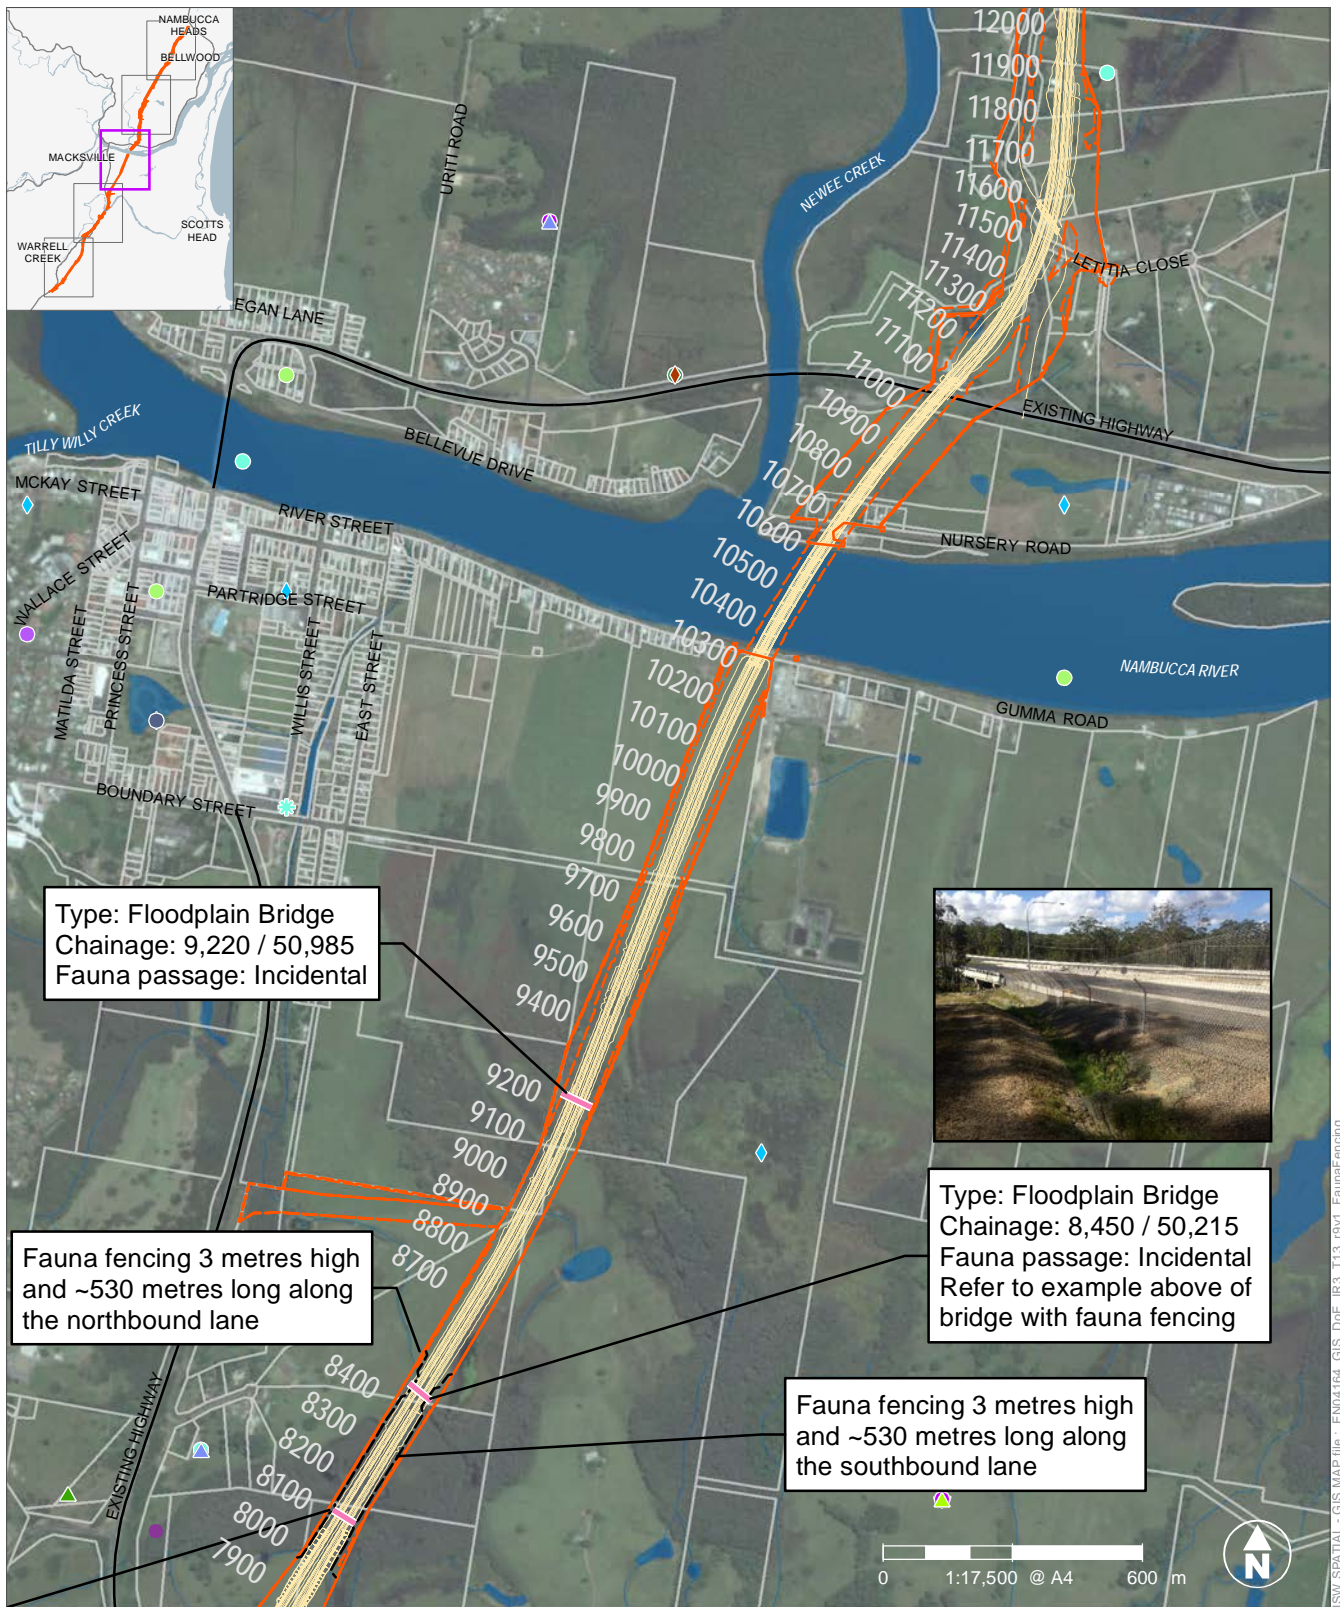 NAMBUCCA
HEADS
BELLWOOD
MACKSVILLE
SCOTTS
HEAD
WARRELL
CREEK
URITI ROAD
NEWEE CREEK
12000
11900
11800
11700
11600
11500
11400
11300
11200
11100
11000
10900
10800
10700
10600
10500
10400
10300
10200
10100
10000
9900
9800
9700
9600
9500
9400
9200
9100
9000
8900
8800
8700
8400
8300
8200
8100
8000
7900
LETITIA CLOSE
EGAN LANE
EXISTING HIGHWAY
TILLY WILLY CREEK
BELLEVUE DRIVE
MCKAY STREET
RIVER STREET
NURSERY ROAD
WALLACE STREET
PARTRIDGE STREET
MATILDA STREET
PRINCESS STREET
WILLIS STREET
EAST STREET
NAMBUCCA RIVER
GUMMA ROAD
BOUNDARY STREET
Type: Floodplain Bridge
Chainage: 9,220 / 50,985
Fauna passage: Incidental
Type: Floodplain Bridge
Chainage: 8,450 / 50,215
Fauna passage: Incidental
Refer to example above of
bridge with fauna fencing
Fauna fencing 3 metres high
and ~530 metres long along
the northbound lane
Fauna fencing 3 metres high
and ~530 metres long along
the southbound lane
EXISTING HIGHWAY
0 1:17,500 @ A4 600 m
N
SPATIAL - GIS MAP file : EN04164_GIS_DoE_IR3_T13_r9v1_FaunaFencing